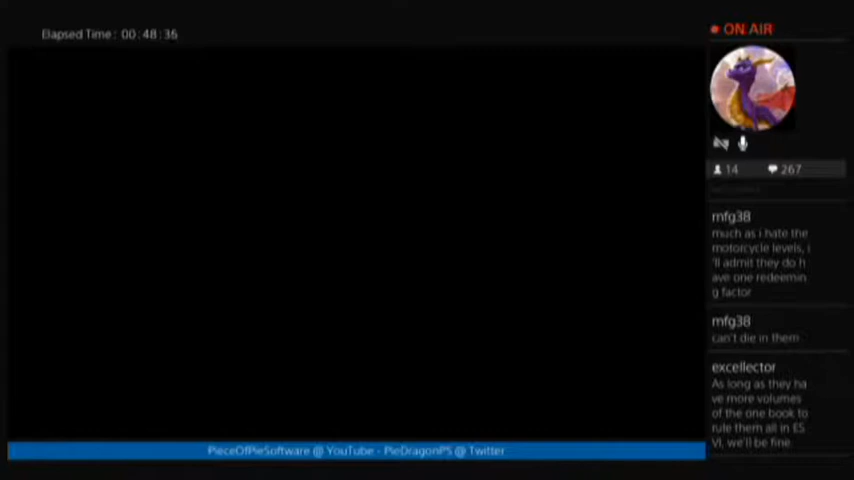 Elapsed Time : 00:48:36
ON AIR
14 267
mfg38
much as i hate the
motorcycle levels, i
'll admit they do h
ave one redeemin
g factor
mfg38
can't die in them
excellector
As long as they ha
ve more volumes
of the one book to
rule them all in ES
VI, we'll be fine
PieceOfPieSoftware @ YouTube - PieDragonPS @ Twitter